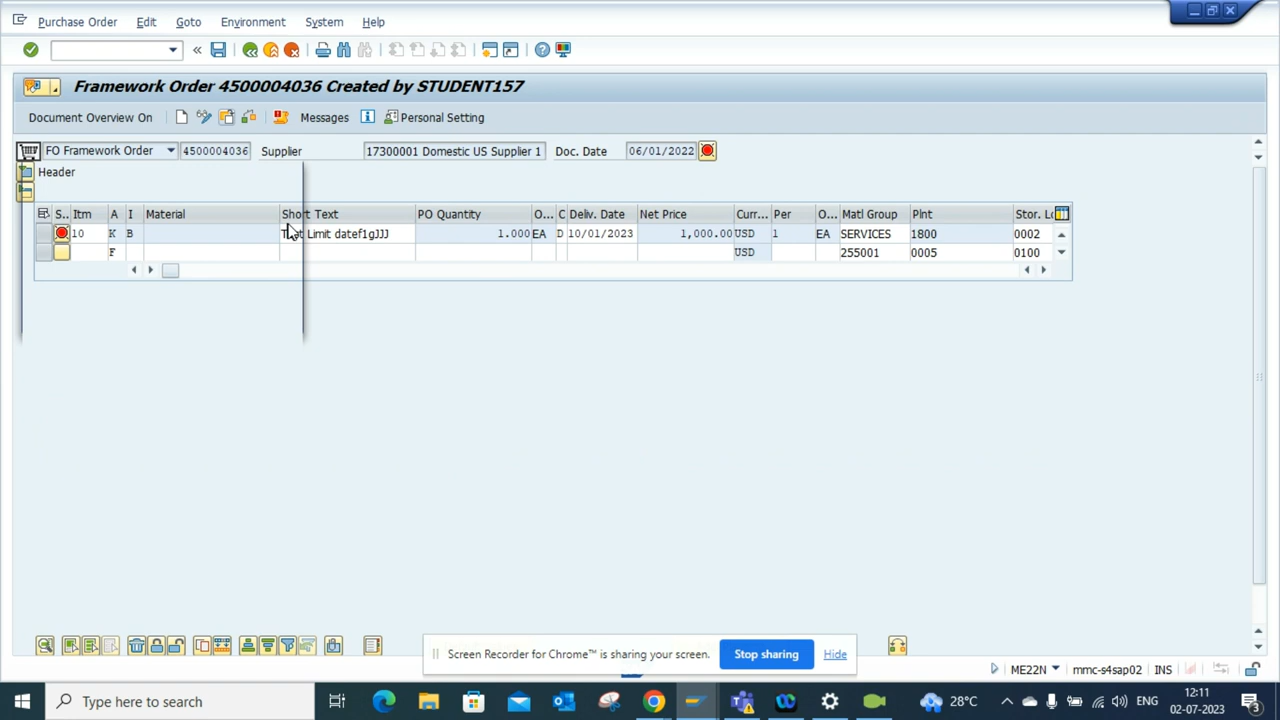 Purchase Order Edit Goto Environment System Help
Framework Order 4500004036 Created by STUDENT157
Document Overview On Messages Personal Setting
FO Framework Order 4500004036 Supplier 17300001 Domestic US Supplier 1 Doc. Date 06/01/2022
Header
S.. Itm A I Material Short Text PO Quantity O... C Deliv. Date Net Price Curr... Per O... Matl Group Plnt Stor. Lo
10 K B Limit datef1gJJJ 1.000 EA D 10/01/2023 1,000.00 USD 1 EA SERVICES 1800 0002
F USD 255001 0005 0100
Screen Recorder for Chrome™ is sharing your screen. Stop sharing Hide
ME22N mmc-s4sap02 INS
Type here to search 28°C ENG 12:11
02-07-2023 3